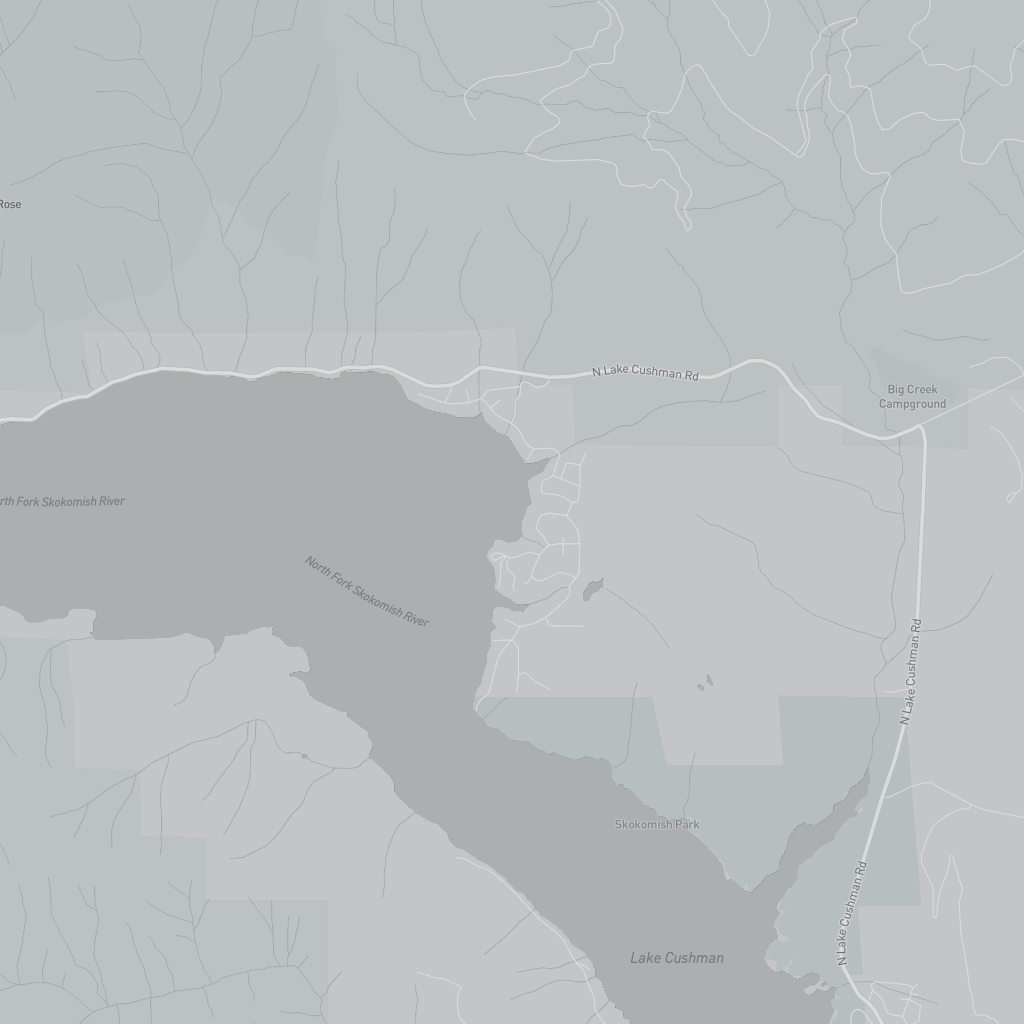 Rose
N Lake Cushman Rd
Big Creek
Campground
rth Fork Skokomish River
North Fork Skokomish River
N Lake Cushman Rd
Skokomish Park
N Lake Cushman Rd
Lake Cushman